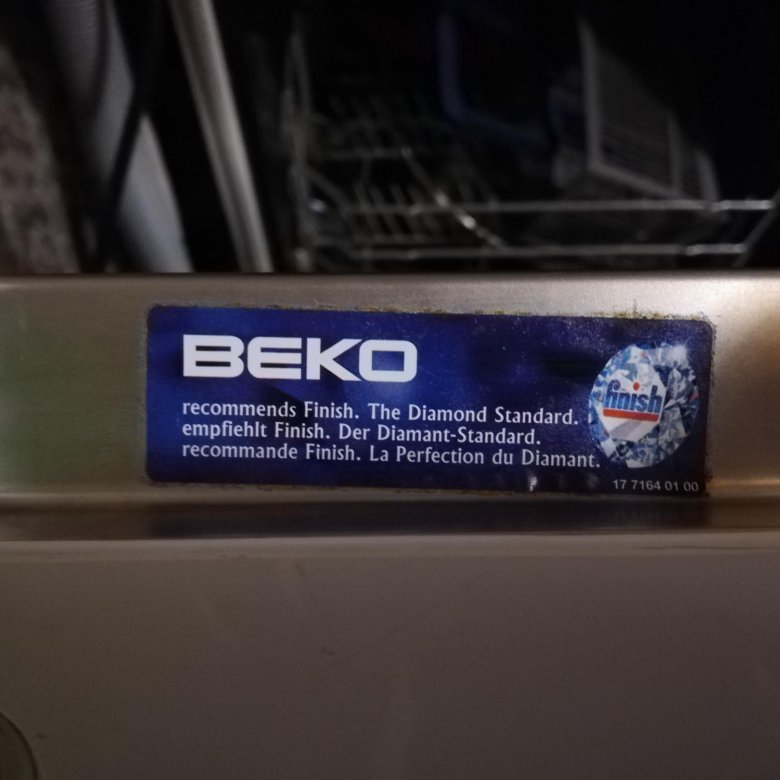 BEKO
recommends Finish. The Diamond Standard.
empfiehlt Finish. Der Diamant-Standard.
recommande Finish. La Perfection du Diamant.
finish
17 7164 01 00